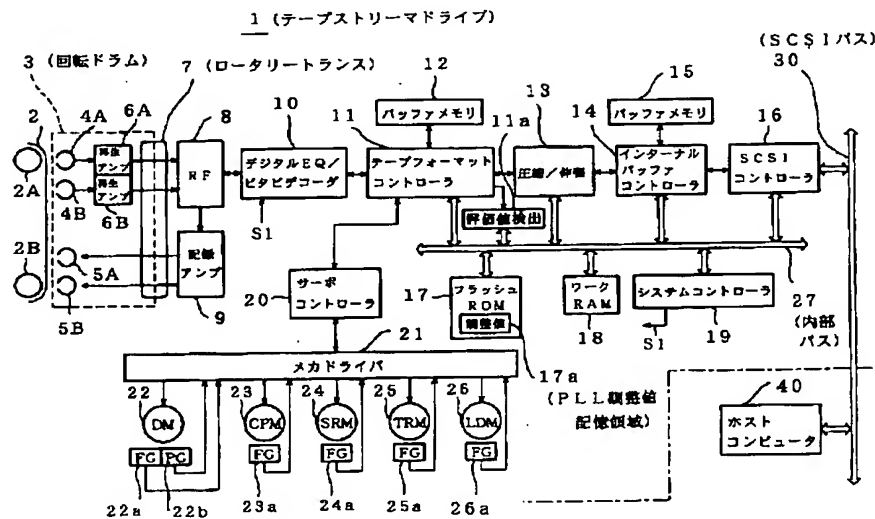 1 (テープストリーマドライブ)
(SCSIバス)
30
3 (回転ドラム)
7 (ロータリートランス)
2
4A
6A
8
10
11
12
11a
13
14
15
16
バッファメモリ
バッファメモリ
再生アンプ
再生アンプ
RF
デジタルEQ/
ビタビデコーダ
テープフォーマット
コントローラ
圧縮/伸張
インターナル
バッファ
コントローラ
SCSI
コントローラ
2A
4B
6B
S1
評価値検出
2B
5A
5B
記録
アンプ
9
20
サーボ
コントローラ
17
フラッシュ
ROM
調整値
ワーク
RAM
18
システムコントローラ
S1
19
27
(内部
バス)
21
メカドライバ
17a
(PLL調整値
記憶領域)
22
23
24
25
26
DM
CPM
SRM
TRM
LDM
FG
PG
FG
FG
FG
FG
22a
22b
23a
24a
25a
26a
40
ホスト
コンピュータ